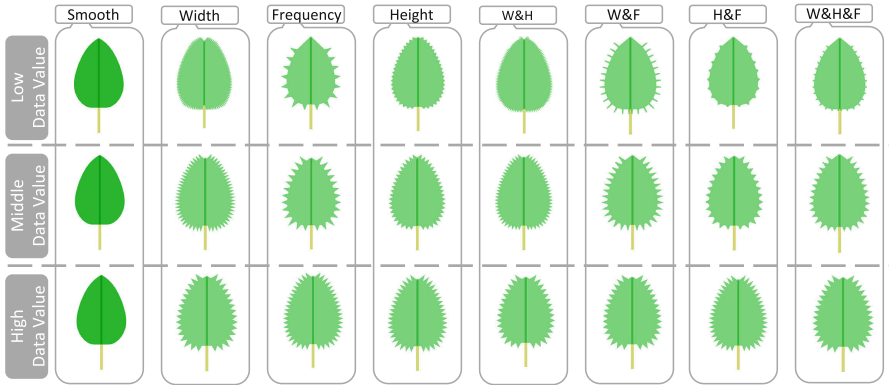 Smooth
Width
Frequency
Height
W&H
W&F
H&F
W&H&F
Low
Data Value
Middle
Data Value
High
Data Value